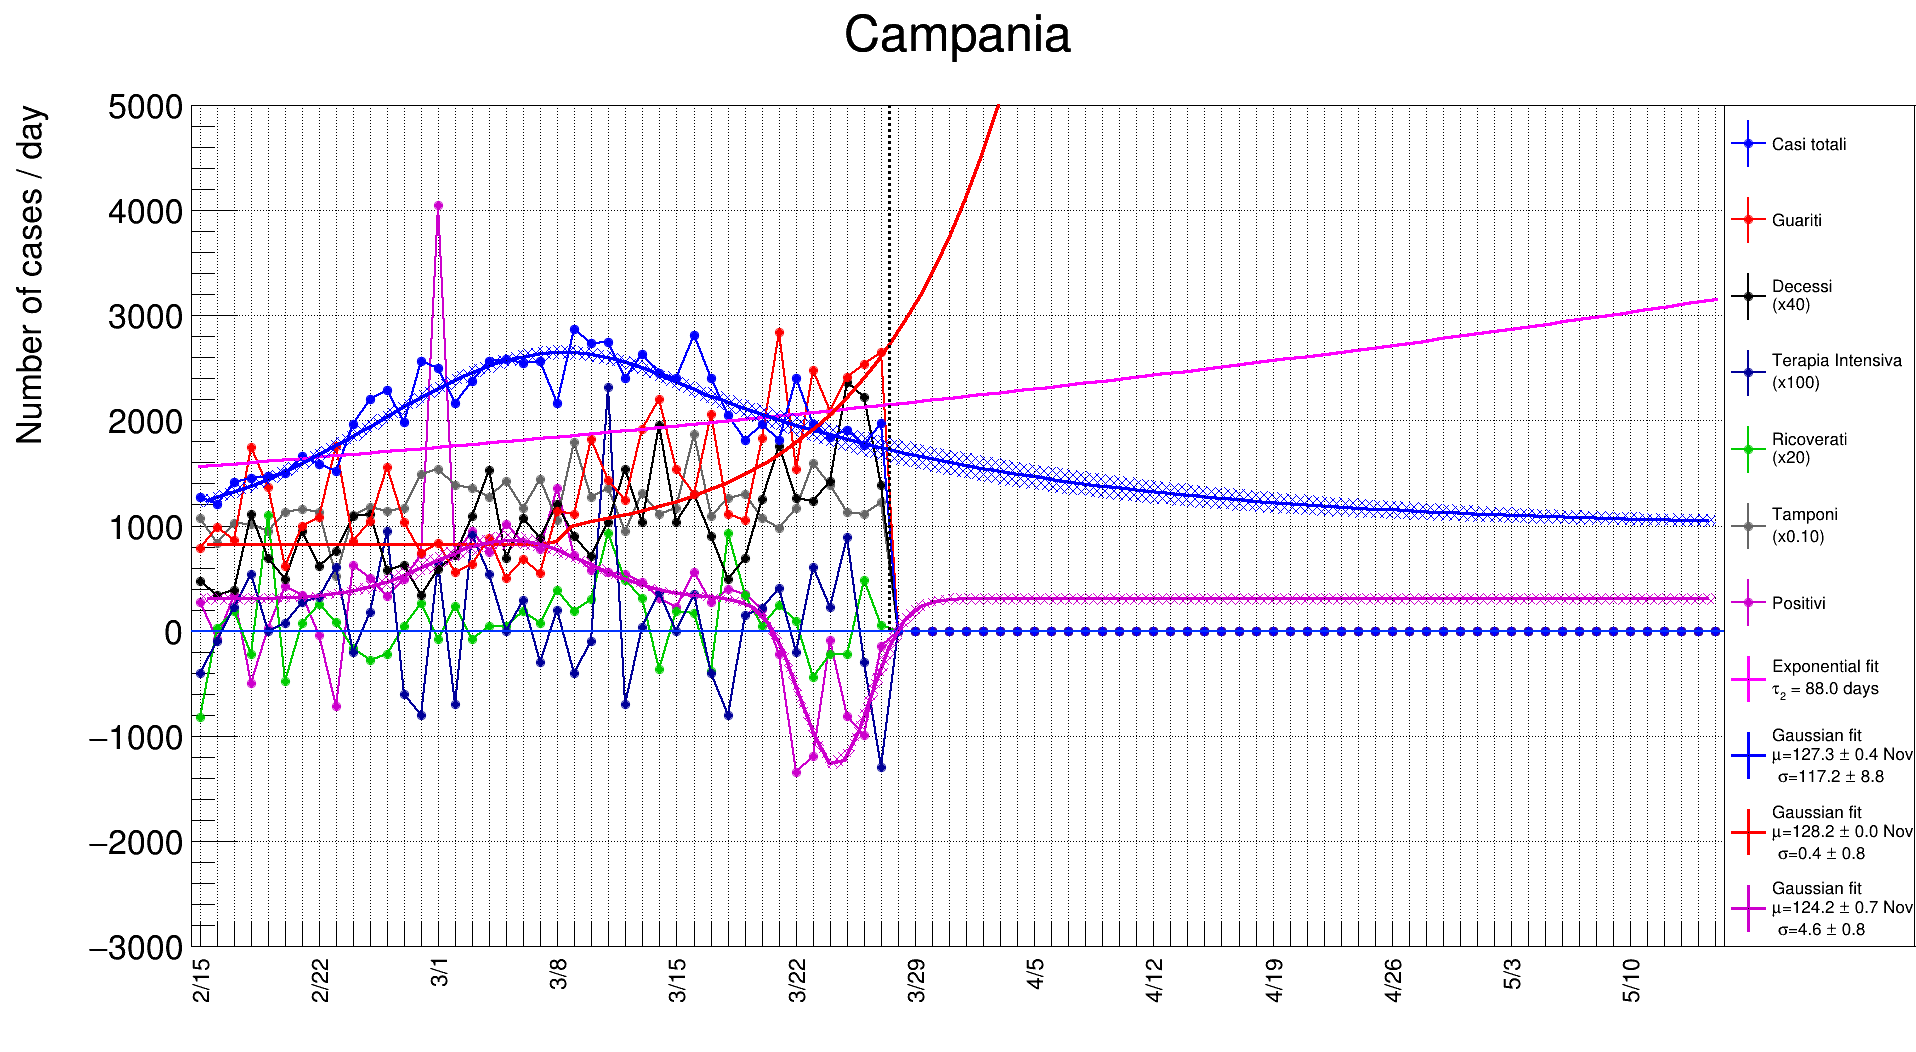 Campania
Number of cases / day
5000
4000
3000
2000
1000
0
−1000
−2000
−3000
2/15
2/22
3/1
3/8
3/15
3/22
3/29
4/5
4/12
4/19
4/26
5/3
5/10
Casi totali
Guariti
Decessi
(x40)
Terapia Intensiva
(x100)
Ricoverati
(x20)
Tamponi
(x0.10)
Positivi
Exponential fit
τ2 = 88.0 days
Gaussian fit
μ=127.3 ± 0.4 Nov
σ=117.2 ± 8.8
Gaussian fit
μ=128.2 ± 0.0 Nov
σ=0.4 ± 0.8
Gaussian fit
μ=124.2 ± 0.7 Nov
σ=4.6 ± 0.8